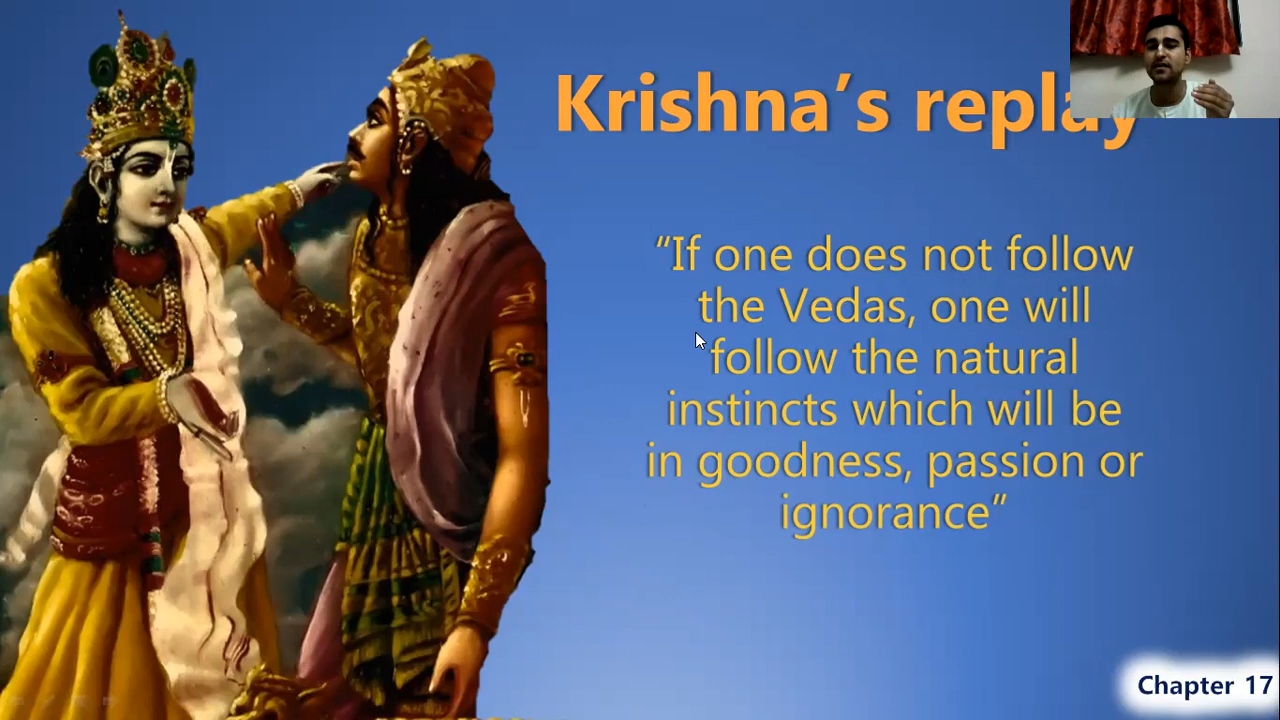 Krishna’s replay
“If one does not follow
the Vedas, one will
follow the natural
instincts which will be
in goodness, passion or
ignorance”
Chapter 17